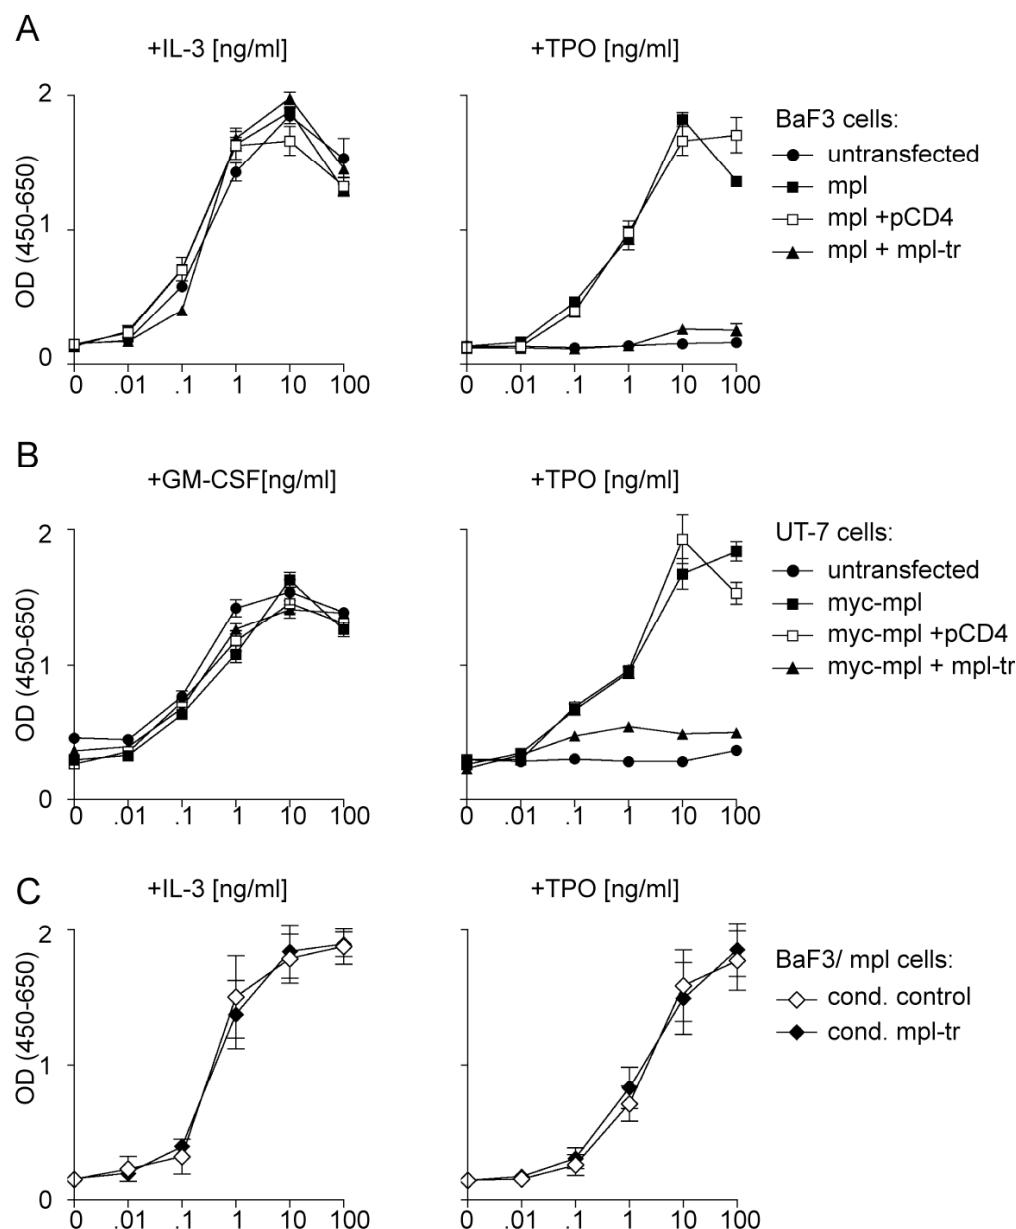 A
+IL-3 [ng/ml]
+TPO [ng/ml]
OD (450-650)
2
1
0
0 .01 .1 1 10 100
0 .01 .1 1 10 100
BaF3 cells:
untransfected
mpl
mpl +pCD4
mpl + mpl-tr
B
+GM-CSF[ng/ml]
+TPO [ng/ml]
OD (450-650)
2
1
0
0 .01 .1 1 10 100
0 .01 .1 1 10 100
UT-7 cells:
untransfected
myc-mpl
myc-mpl +pCD4
myc-mpl + mpl-tr
C
+IL-3 [ng/ml]
+TPO [ng/ml]
OD (450-650)
2
1
0
0 .01 .1 1 10 100
0 .01 .1 1 10 100
BaF3/ mpl cells:
cond. control
cond. mpl-tr